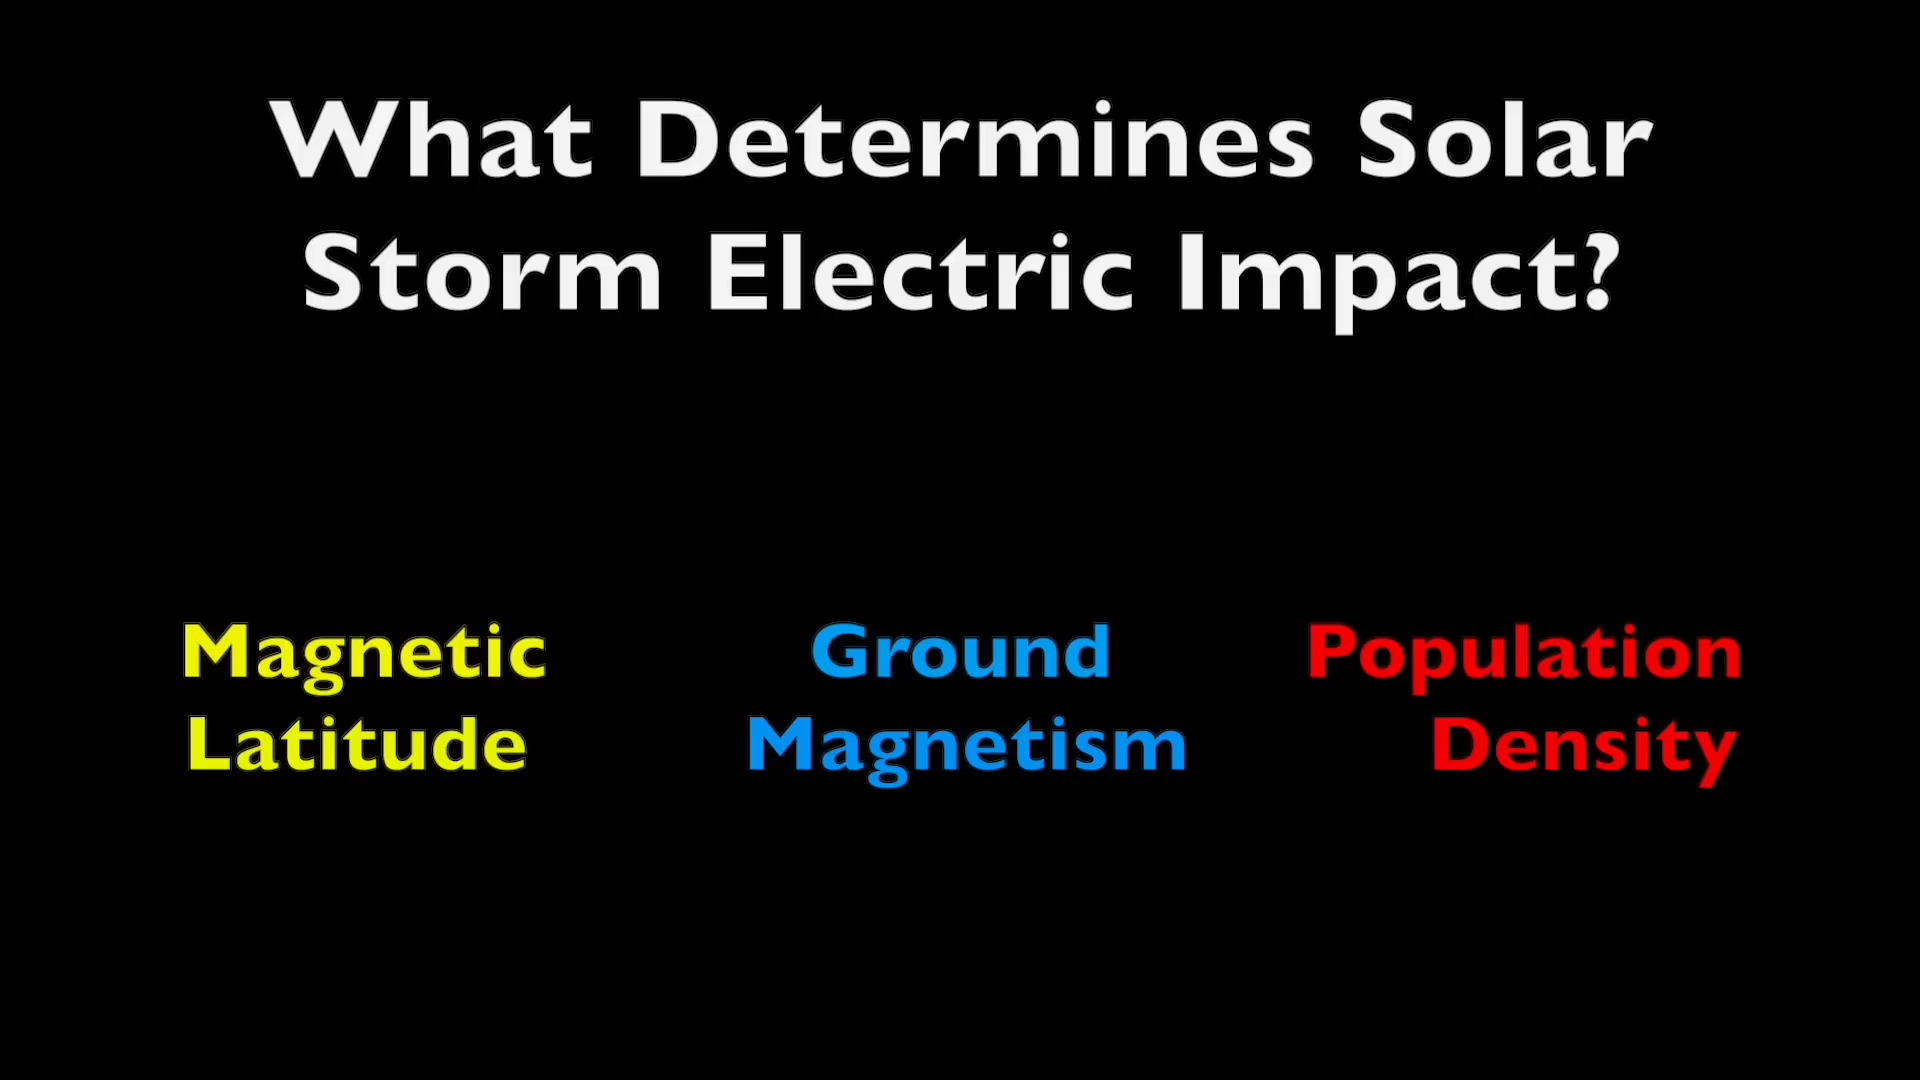 What Determines Solar
Storm Electric Impact?
Magnetic
Latitude
Ground
Magnetism
Population
Density